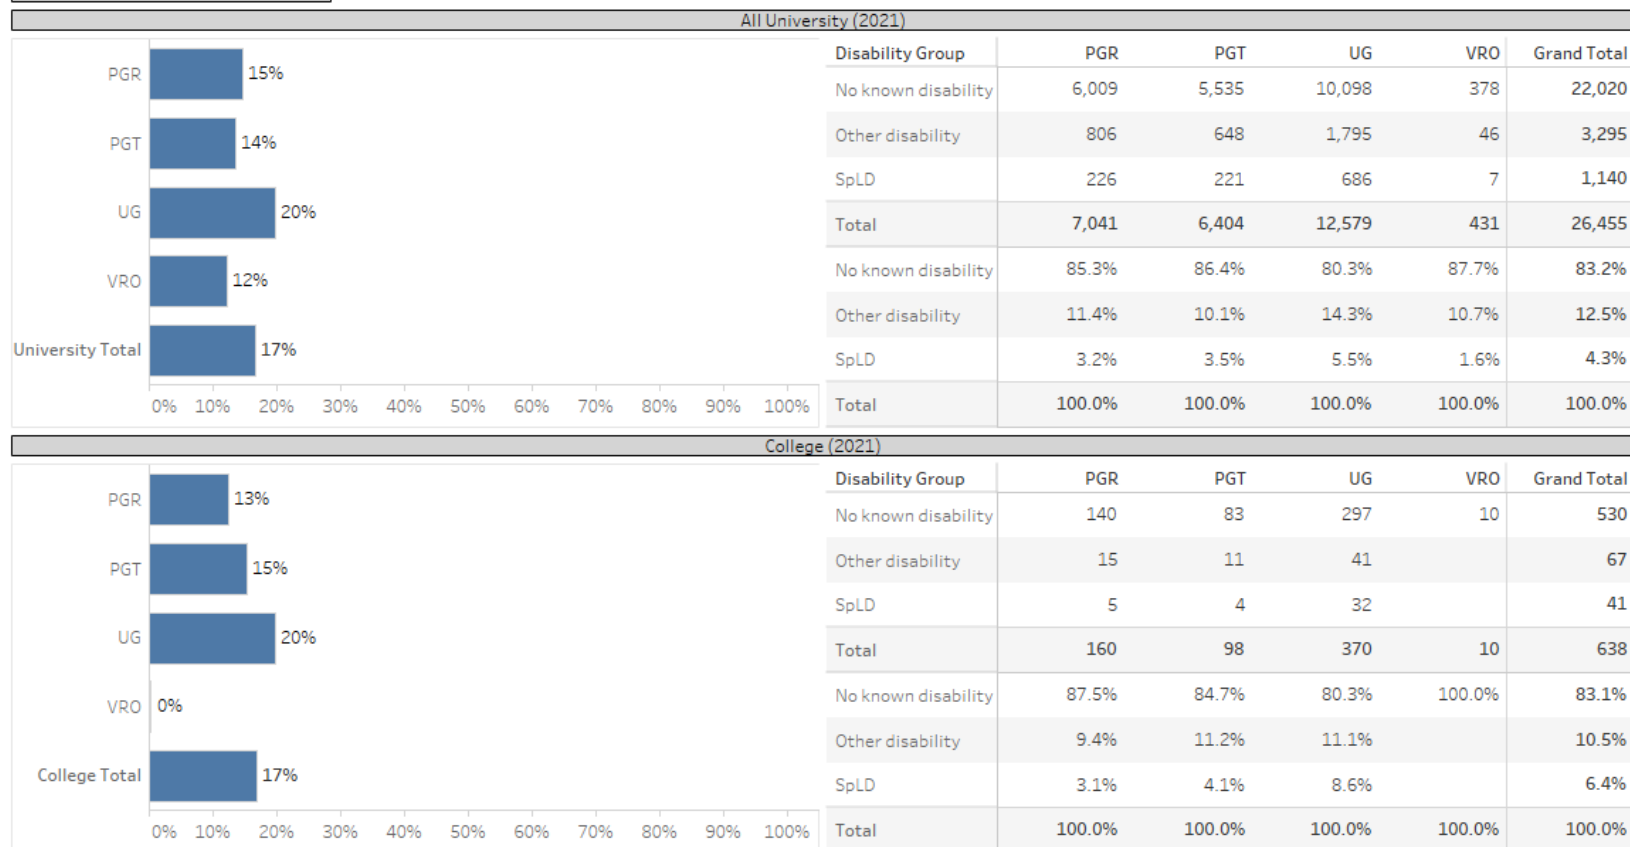 All University (2021)
PGR 15%
PGT 14%
UG 20%
VRO 12%
University Total 17%
0% 10% 20% 30% 40% 50% 60% 70% 80% 90% 100%
Disability Group PGR PGT UG VRO Grand Total
No known disability 6,009 5,535 10,098 378 22,020
Other disability 806 648 1,795 46 3,295
SpLD 226 221 686 7 1,140
Total 7,041 6,404 12,579 431 26,455
No known disability 85.3% 86.4% 80.3% 87.7% 83.2%
Other disability 11.4% 10.1% 14.3% 10.7% 12.5%
SpLD 3.2% 3.5% 5.5% 1.6% 4.3%
Total 100.0% 100.0% 100.0% 100.0% 100.0%
College (2021)
PGR 13%
PGT 15%
UG 20%
VRO 0%
College Total 17%
0% 10% 20% 30% 40% 50% 60% 70% 80% 90% 100%
Disability Group PGR PGT UG VRO Grand Total
No known disability 140 83 297 10 530
Other disability 15 11 41 67
SpLD 5 4 32 41
Total 160 98 370 10 638
No known disability 87.5% 84.7% 80.3% 100.0% 83.1%
Other disability 9.4% 11.2% 11.1% 10.5%
SpLD 3.1% 4.1% 8.6% 6.4%
Total 100.0% 100.0% 100.0% 100.0% 100.0%